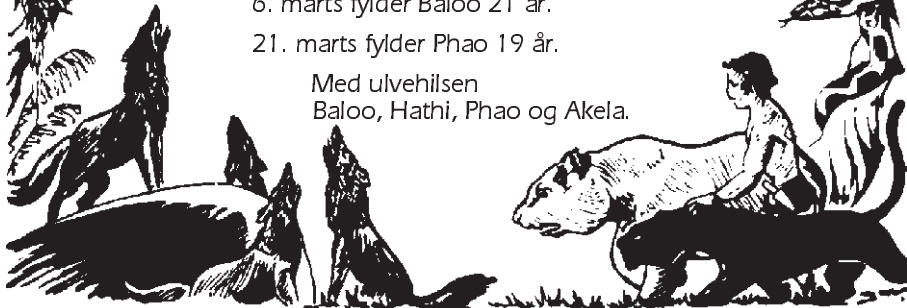 6. marts fylder Baloo 21 år.
21. marts fylder Phao 19 år.
Med ulvehilsen
Baloo, Hathi, Phao og Akela.